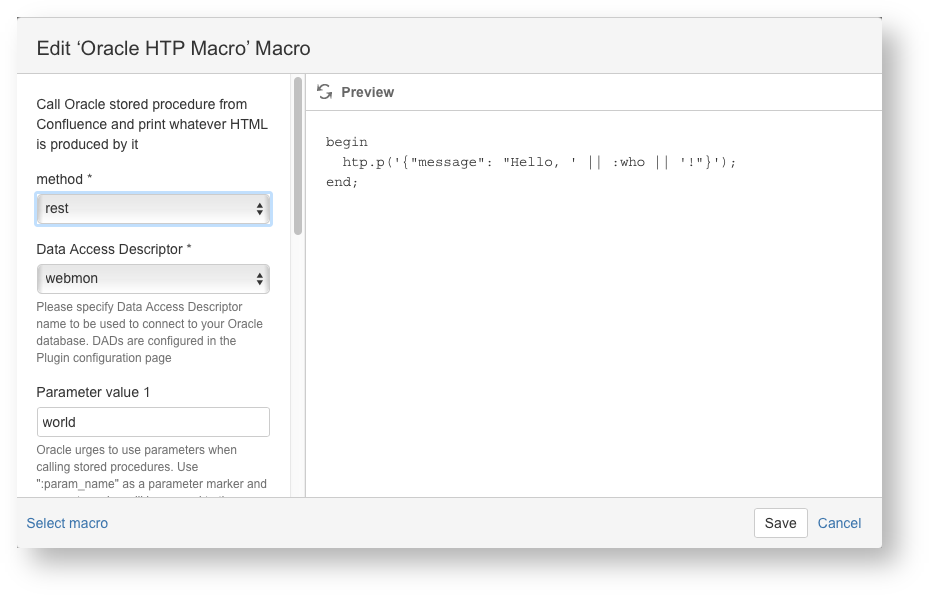 Edit ‘Oracle HTP Macro’ Macro
Call Oracle stored procedure from
Confluence and print whatever HTML
is produced by it
method *
rest
Data Access Descriptor *
webmon
Please specify Data Access Descriptor
name to be used to connect to your Oracle
database. DADs are configured in the
Plugin configuration page
Parameter value 1
world
Oracle urges to use parameters when
calling stored procedures. Use
":param_name" as a parameter marker and
Preview
begin
  htp.p('{"message": "Hello, ' || :who || '!"}');
end;
Select macro
Save
Cancel